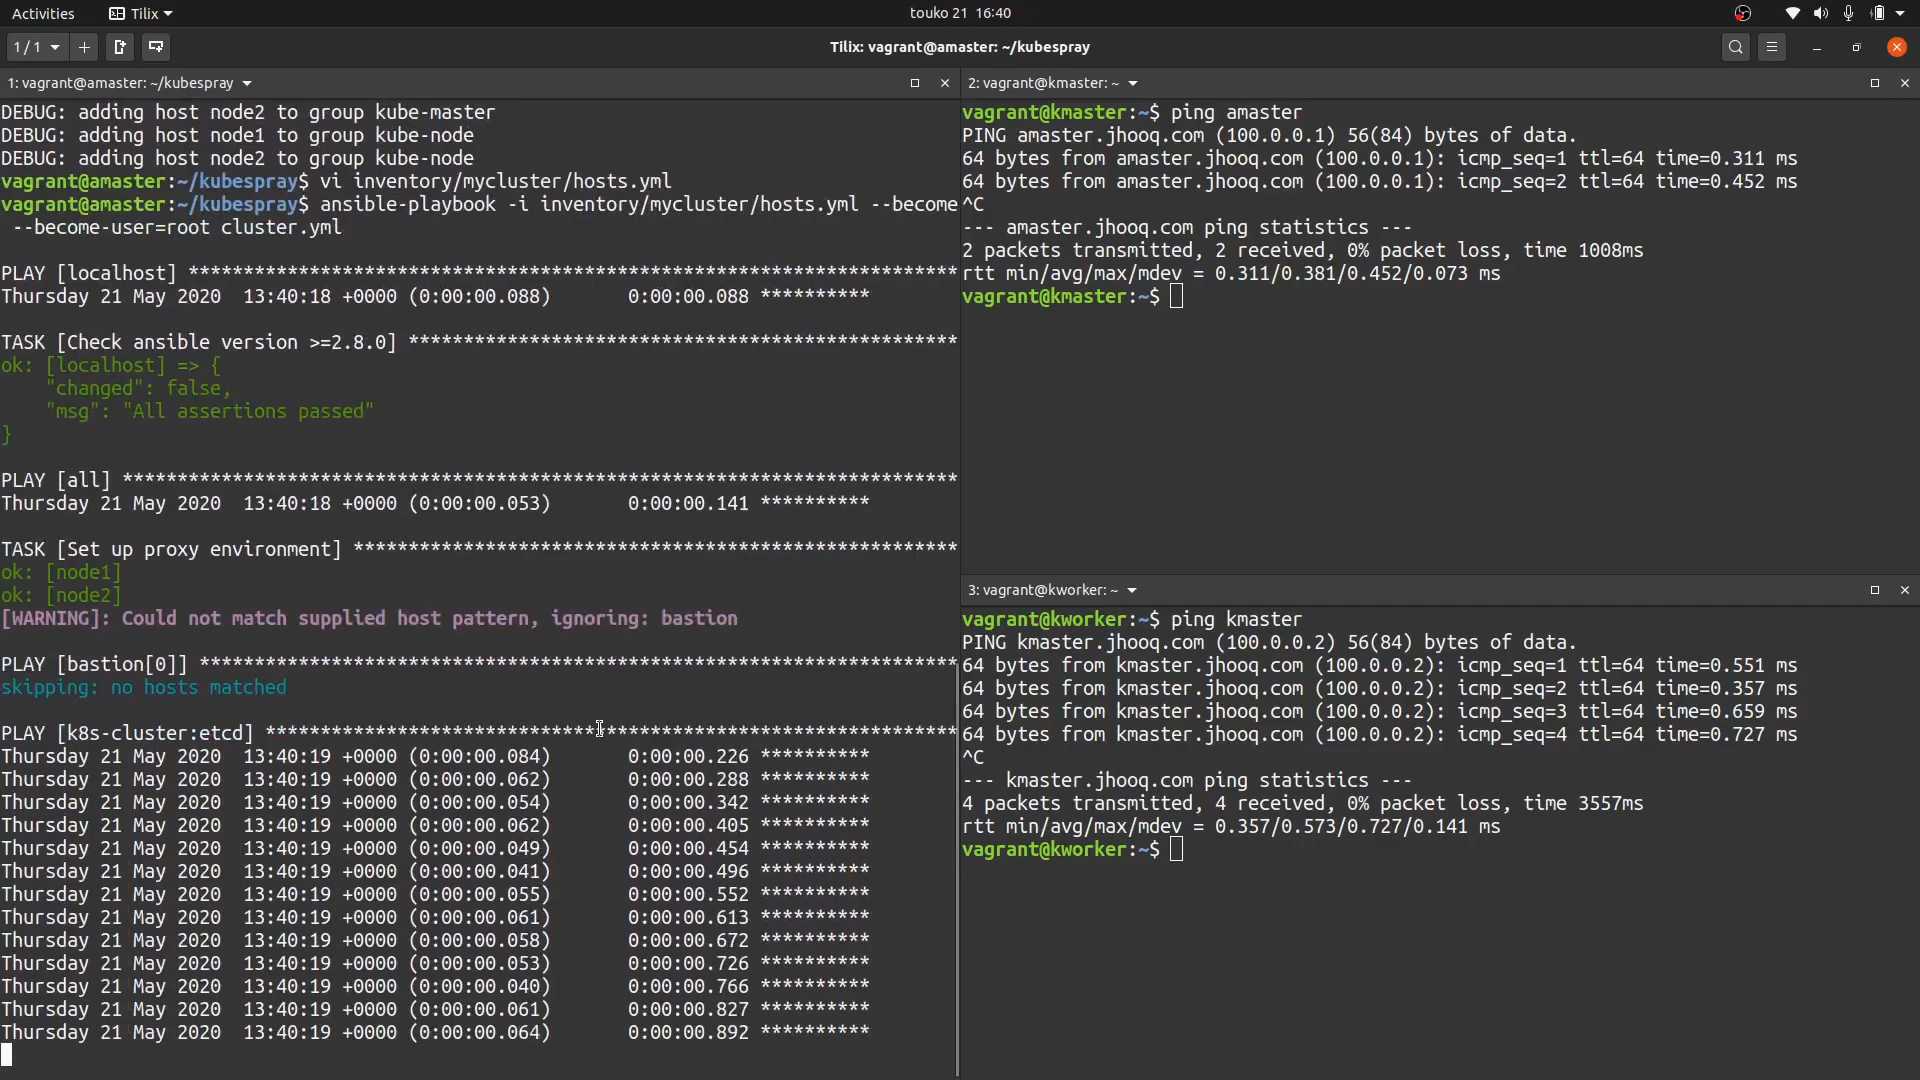 Activities
Tilix
touko 21 16:40
1 / 1
Tilix: vagrant@amaster: ~/kubespray
1: vagrant@amaster: ~/kubespray
DEBUG: adding host node2 to group kube-master
DEBUG: adding host node1 to group kube-node
DEBUG: adding host node2 to group kube-node
vagrant@amaster:~/kubespray$ vi inventory/mycluster/hosts.yml
vagrant@amaster:~/kubespray$ ansible-playbook -i inventory/mycluster/hosts.yml --become
 --become-user=root cluster.yml
PLAY [localhost] **********************************************************************
Thursday 21 May 2020  13:40:18 +0000 (0:00:00.088)       0:00:00.088 **********
TASK [Check ansible version >=2.8.0] **************************************************
ok: [localhost] => {
    "changed": false,
    "msg": "All assertions passed"
}
PLAY [all] ****************************************************************************
Thursday 21 May 2020  13:40:18 +0000 (0:00:00.053)       0:00:00.141 **********
TASK [Set up proxy environment] *******************************************************
ok: [node1]
ok: [node2]
[WARNING]: Could not match supplied host pattern, ignoring: bastion
PLAY [bastion[0]] *********************************************************************
skipping: no hosts matched
PLAY [k8s-cluster:etcd] ***************************************************************
Thursday 21 May 2020  13:40:19 +0000 (0:00:00.084)       0:00:00.226 **********
Thursday 21 May 2020  13:40:19 +0000 (0:00:00.062)       0:00:00.288 **********
Thursday 21 May 2020  13:40:19 +0000 (0:00:00.054)       0:00:00.342 **********
Thursday 21 May 2020  13:40:19 +0000 (0:00:00.062)       0:00:00.405 **********
Thursday 21 May 2020  13:40:19 +0000 (0:00:00.049)       0:00:00.454 **********
Thursday 21 May 2020  13:40:19 +0000 (0:00:00.041)       0:00:00.496 **********
Thursday 21 May 2020  13:40:19 +0000 (0:00:00.055)       0:00:00.552 **********
Thursday 21 May 2020  13:40:19 +0000 (0:00:00.061)       0:00:00.613 **********
Thursday 21 May 2020  13:40:19 +0000 (0:00:00.058)       0:00:00.672 **********
Thursday 21 May 2020  13:40:19 +0000 (0:00:00.053)       0:00:00.726 **********
Thursday 21 May 2020  13:40:19 +0000 (0:00:00.040)       0:00:00.766 **********
Thursday 21 May 2020  13:40:19 +0000 (0:00:00.061)       0:00:00.827 **********
Thursday 21 May 2020  13:40:19 +0000 (0:00:00.064)       0:00:00.892 **********
2: vagrant@kmaster: ~
vagrant@kmaster:~$ ping amaster
PING amaster.jhooq.com (100.0.0.1) 56(84) bytes of data.
64 bytes from amaster.jhooq.com (100.0.0.1): icmp_seq=1 ttl=64 time=0.311 ms
64 bytes from amaster.jhooq.com (100.0.0.1): icmp_seq=2 ttl=64 time=0.452 ms
^C
--- amaster.jhooq.com ping statistics ---
2 packets transmitted, 2 received, 0% packet loss, time 1008ms
rtt min/avg/max/mdev = 0.311/0.381/0.452/0.073 ms
vagrant@kmaster:~$
3: vagrant@kworker: ~
vagrant@kworker:~$ ping kmaster
PING kmaster.jhooq.com (100.0.0.2) 56(84) bytes of data.
64 bytes from kmaster.jhooq.com (100.0.0.2): icmp_seq=1 ttl=64 time=0.551 ms
64 bytes from kmaster.jhooq.com (100.0.0.2): icmp_seq=2 ttl=64 time=0.357 ms
64 bytes from kmaster.jhooq.com (100.0.0.2): icmp_seq=3 ttl=64 time=0.659 ms
64 bytes from kmaster.jhooq.com (100.0.0.2): icmp_seq=4 ttl=64 time=0.727 ms
^C
--- kmaster.jhooq.com ping statistics ---
4 packets transmitted, 4 received, 0% packet loss, time 3557ms
rtt min/avg/max/mdev = 0.357/0.573/0.727/0.141 ms
vagrant@kworker:~$